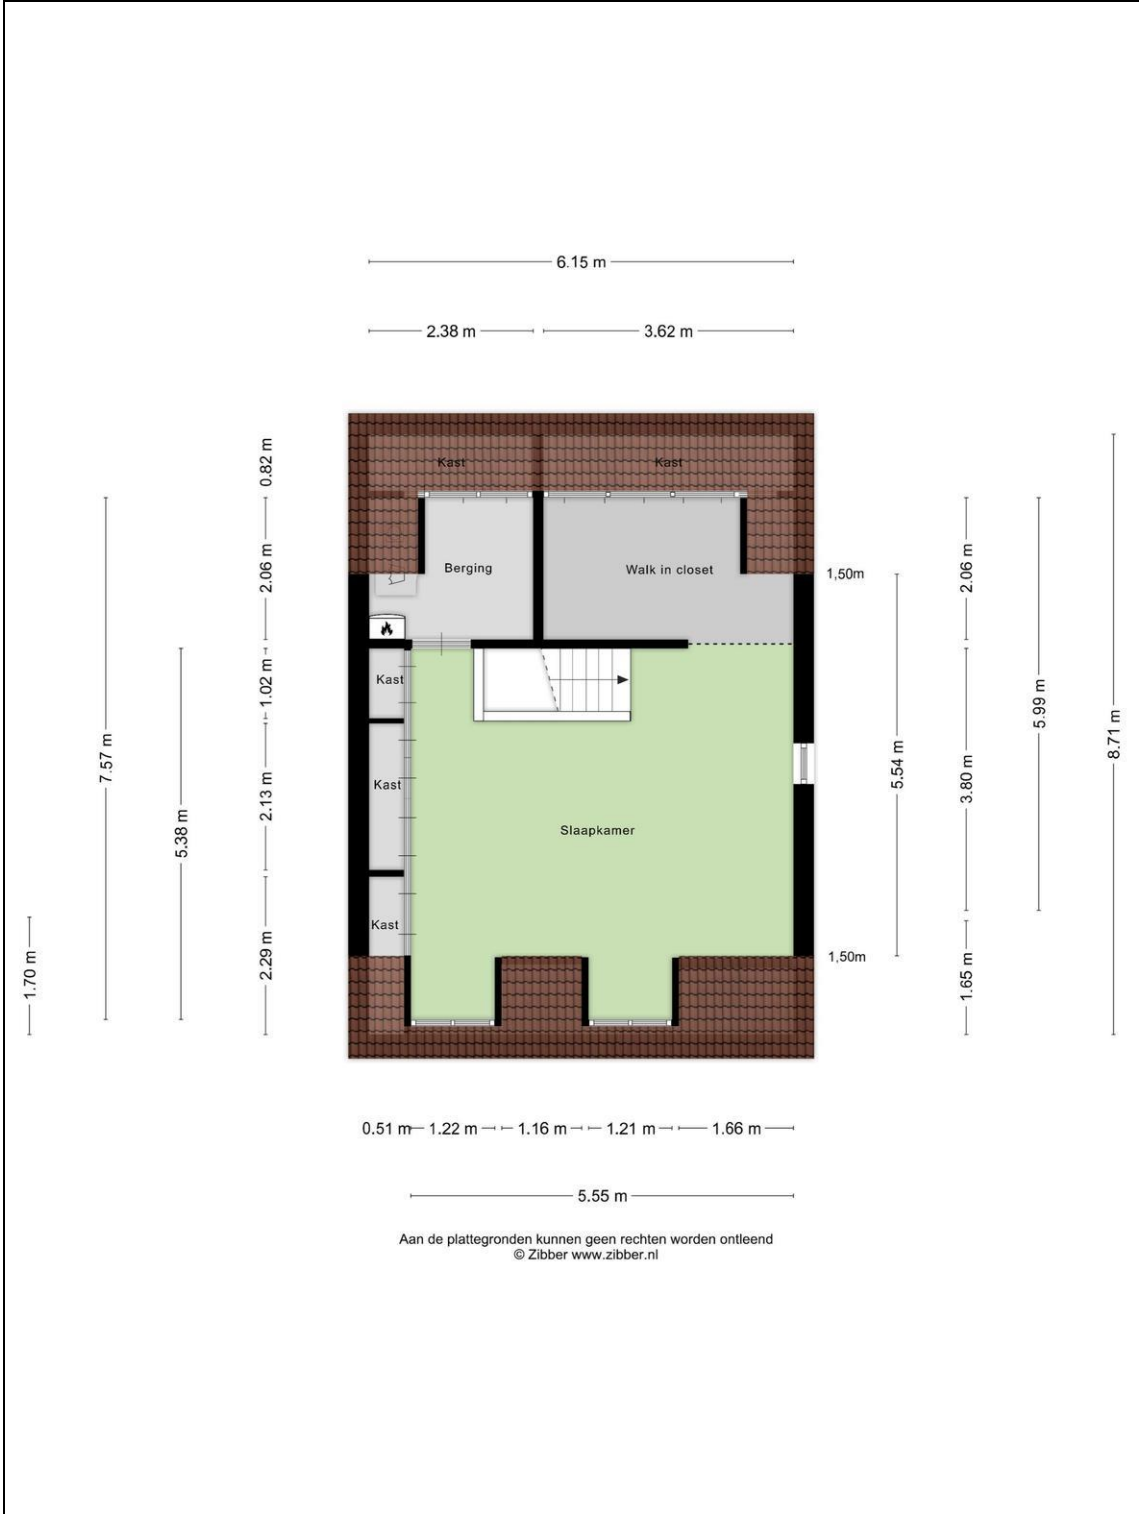 6.15 m
2.38 m
3.62 m
0.82 m
Kast
Kast
2.06 m
Berging
Walk in closet
1,50m
2.06 m
Kast
1.02 m
5.99 m
8.71 m
7.57 m
5.54 m
3.80 m
Kast
2.13 m
5.38 m
Slaapkamer
Kast
2.29 m
1,50m
1.70 m
1.65 m
0.51 m
1.22 m
1.16 m
1.21 m
1.66 m
5.55 m
Aan de plattegronden kunnen geen rechten worden ontleend
© Zibber www.zibber.nl